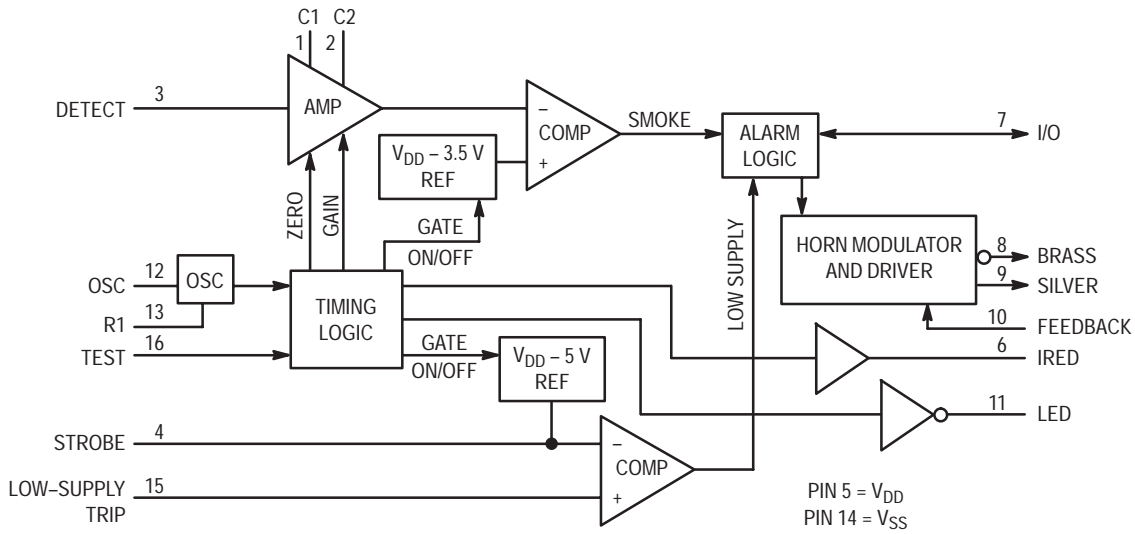 C1 C2
1 2
DETECT 3
AMP
–
COMP
+
SMOKE
ALARM
LOGIC
7 I/O
VDD – 3.5 V
REF
ZERO
GAIN
GATE
ON/OFF
LOW SUPPLY
HORN MODULATOR
AND DRIVER
8 BRASS
9 SILVER
10 FEEDBACK
6 IRED
11 LED
OSC 12
OSC
R1 13
TEST 16
TIMING
LOGIC
GATE
ON/OFF
VDD – 5 V
REF
STROBE 4
–
COMP
+
LOW–SUPPLY
TRIP
15
PIN 5 = VDD
PIN 14 = VSS